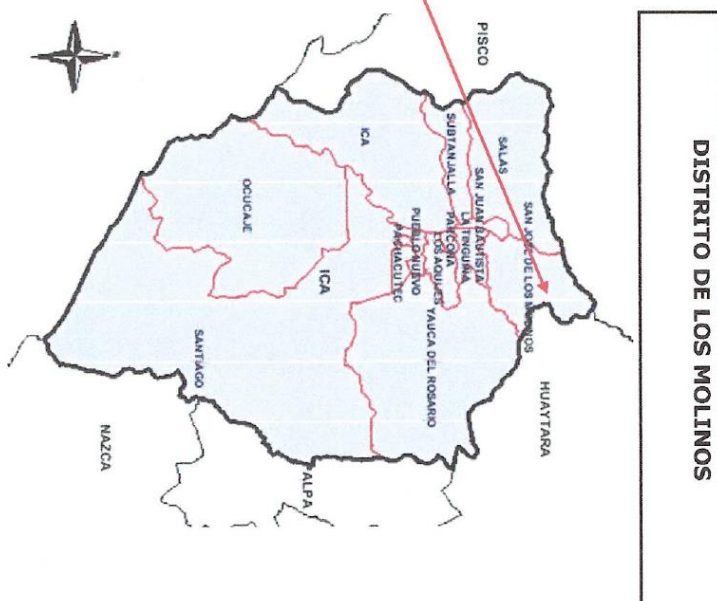 DISTRITO DE LOS MOLINOS
PISCO
HUAYTARA
SALAS
SAN JOSE DE LOS MOLINOS
SAN JUAN BAUTISTA
SUBTANJALLA
LA TINGUIÑA
PARCONA
LOS AQUIJES
YAUCA DEL ROSARIO
PUEBLO NUEVO
PACHACUTEC
ICA
ICA
OCUCAJE
SANTIAGO
PALPA
NAZCA